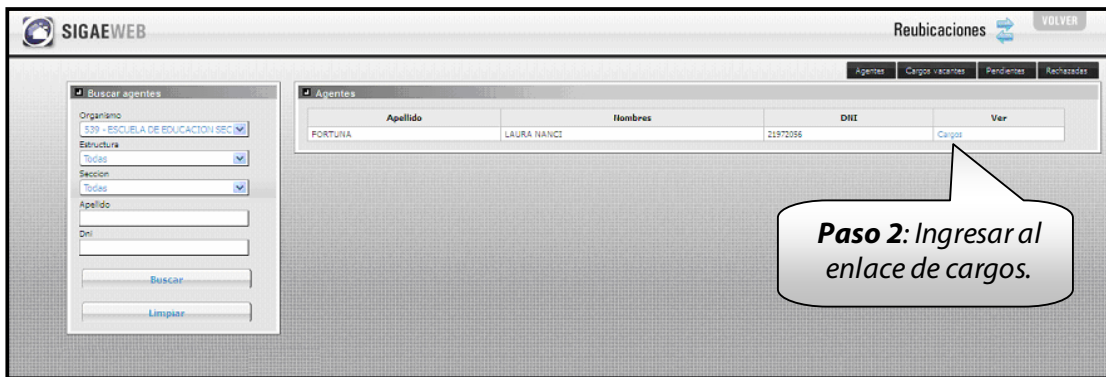 SIGAEWEB
Reubicaciones
VOLVER
Agentes Cargos vacantes Pendientes Rechazadas
Buscar agentes
Organismo
539 - ESCUELA DE EDUCACION SEC
Estructura
Todas
Seccion
Todas
Apellido
Dni
Buscar
Limpiar
Agentes
Apellido Nombres DNI Ver
FORTUNA LAURA NANCI 21972056 Cargos
Paso 2: Ingresar al
enlace de cargos.